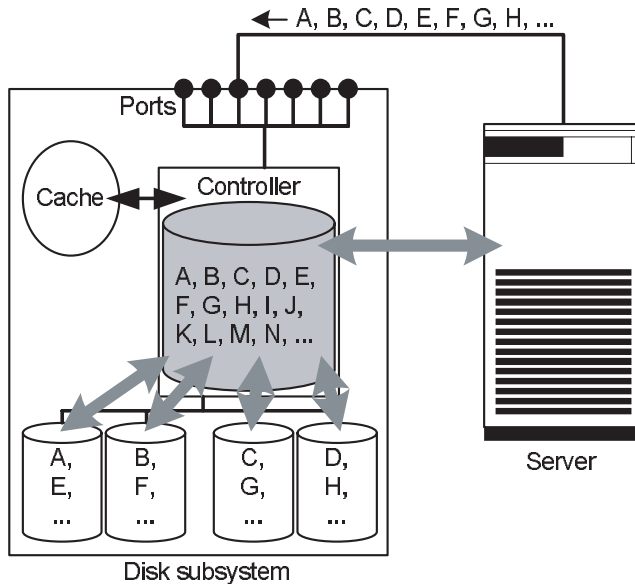 A, B, C, D, E, F, G, H, ...
Ports
Cache
Controller
A, B, C, D, E,
F, G, H, I, J,
K, L, M, N, ...
A,
E,
...
B,
F,
...
C,
G,
...
D,
H,
...
Server
Disk subsystem